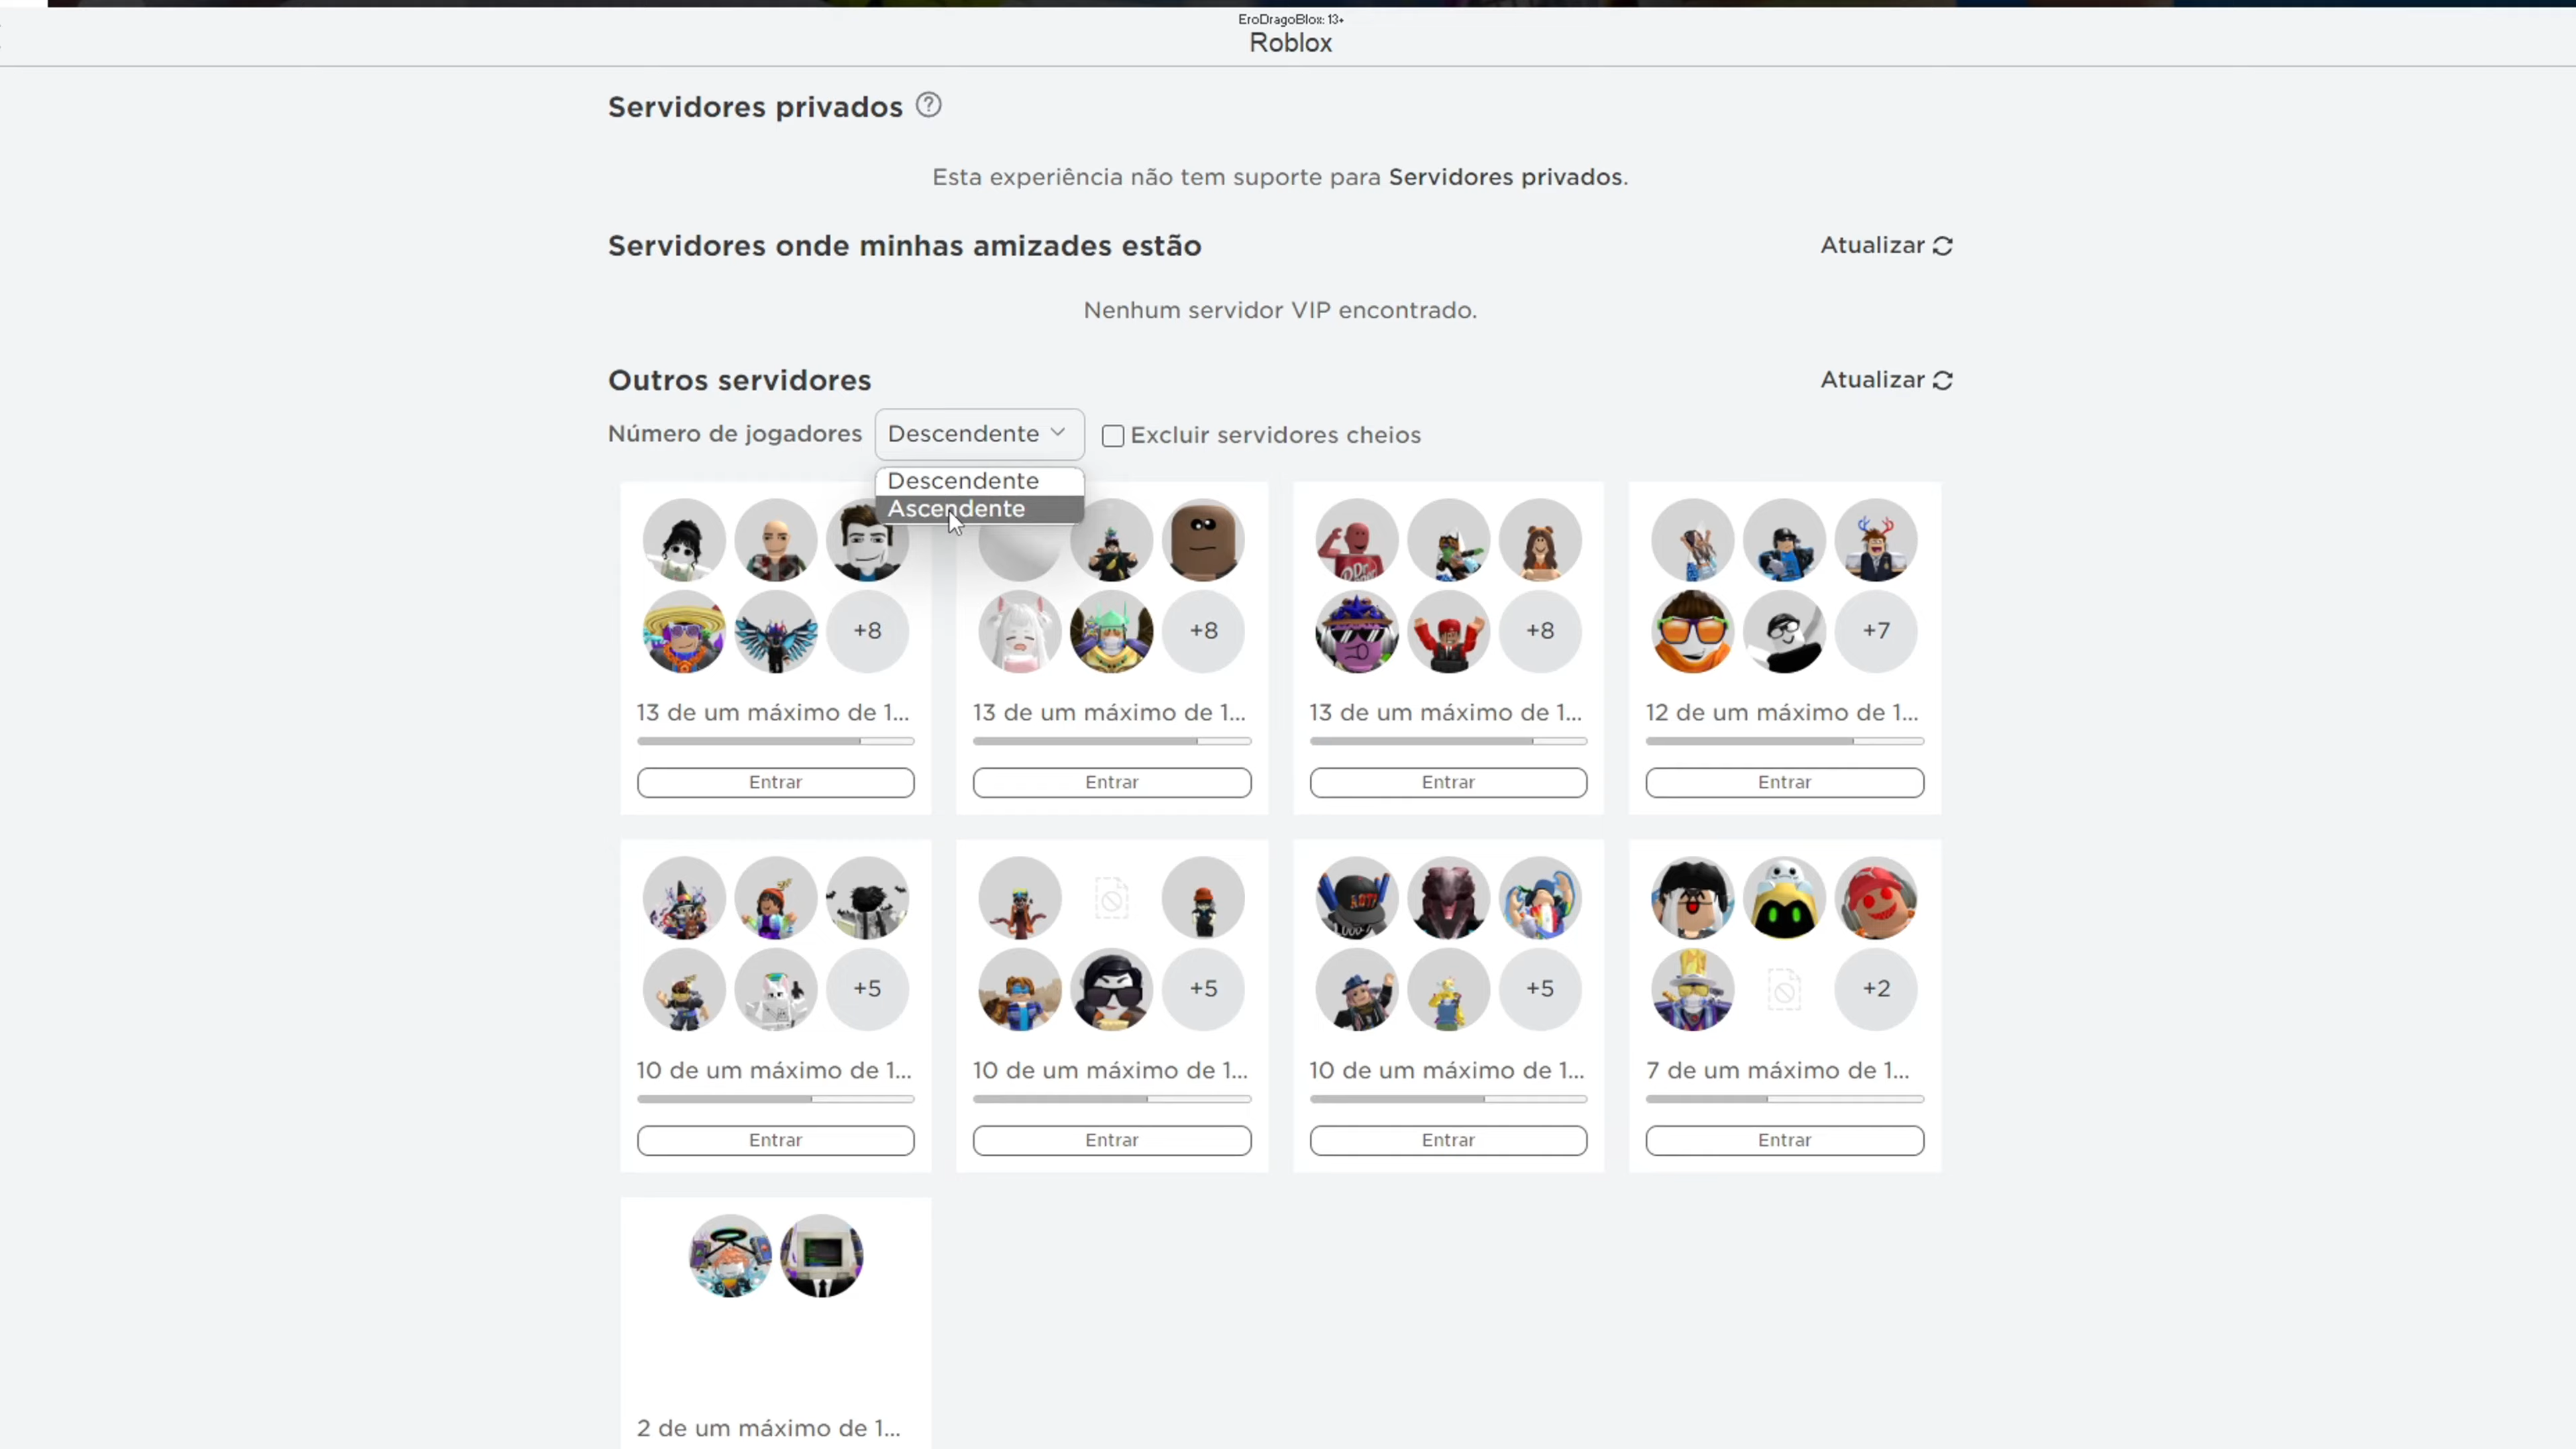 EroDragoBlox: 13+
Roblox
Servidores privados ?
Esta experiência não tem suporte para Servidores privados.
Servidores onde minhas amizades estão
Atualizar
Nenhum servidor VIP encontrado.
Outros servidores
Atualizar
Número de jogadores Descendente Excluir servidores cheios
Descendente
Ascendente
+8 +8 +8 +7
13 de um máximo de 1... 13 de um máximo de 1... 13 de um máximo de 1... 12 de um máximo de 1...
Entrar Entrar Entrar Entrar
+5 +5 +5 +2
10 de um máximo de 1... 10 de um máximo de 1... 10 de um máximo de 1... 7 de um máximo de 1...
Entrar Entrar Entrar Entrar
2 de um máximo de 1...